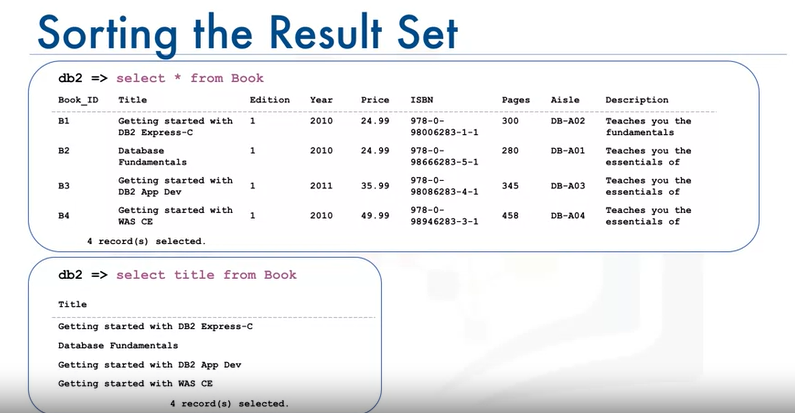 Sorting the Result Set
db2 => select * from Book
Book_ID Title Edition Year Price ISBN Pages Aisle Description
B1 Getting started with DB2 Express-C 1 2010 24.99 978-0-98006283-1-1 300 DB-A02 Teaches you the fundamentals
B2 Database Fundamentals 1 2010 24.99 978-0-98666283-5-1 280 DB-A01 Teaches you the essentials of
B3 Getting started with DB2 App Dev 1 2011 35.99 978-0-98086283-4-1 345 DB-A03 Teaches you the essentials of
B4 Getting started with WAS CE 1 2010 49.99 978-0-98946283-3-1 458 DB-A04 Teaches you the essentials of
4 record(s) selected.
db2 => select title from Book
Title
Getting started with DB2 Express-C
Database Fundamentals
Getting started with DB2 App Dev
Getting started with WAS CE
4 record(s) selected.